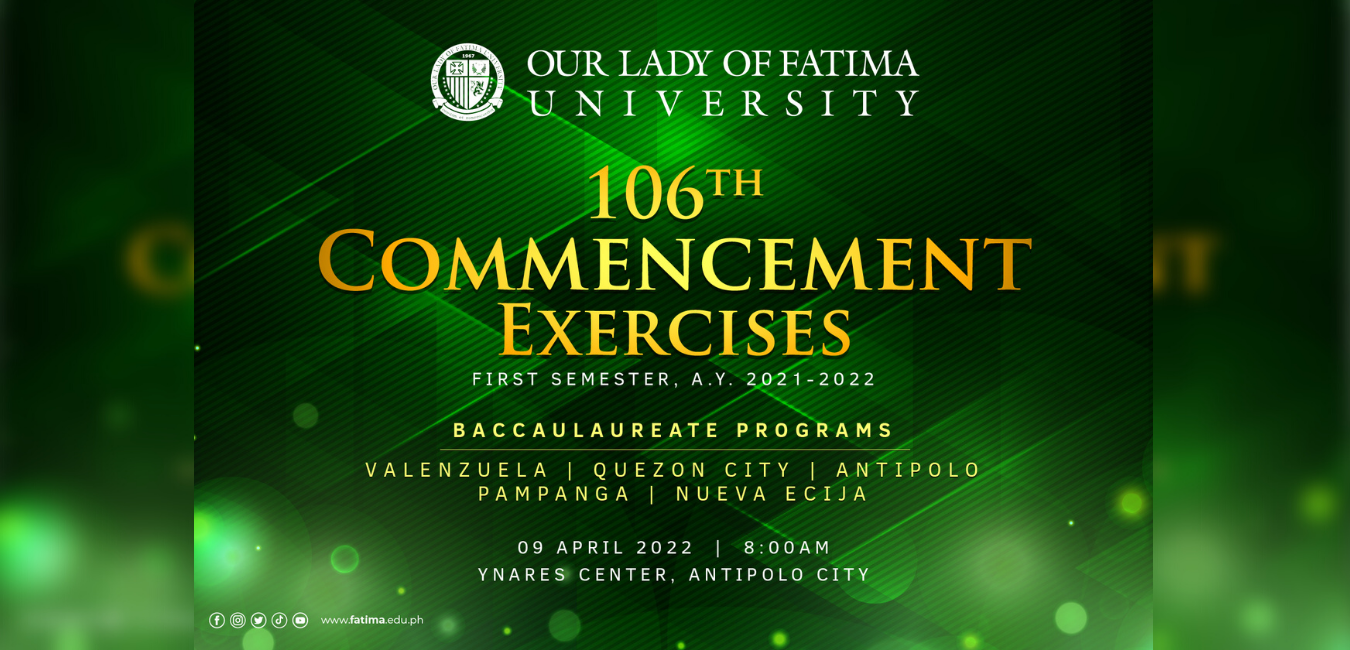 1967
OUR LADY OF FATIMA
UNIVERSITY
106TH
COMMENCEMENT
EXERCISES
FIRST SEMESTER, A.Y. 2021-2022
BACCAULAUREATE PROGRAMS
VALENZUELA | QUEZON CITY | ANTIPOLO
PAMPANGA | NUEVA ECIJA
09 APRIL 2022 | 8:00AM
YNARES CENTER, ANTIPOLO CITY
www.fatima.edu.ph